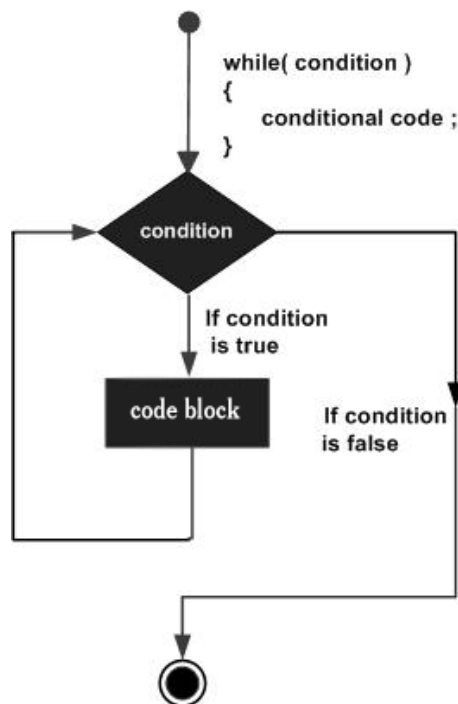 while( condition )
{
conditional code ;
}
condition
If condition
is true
code block
If condition
is false